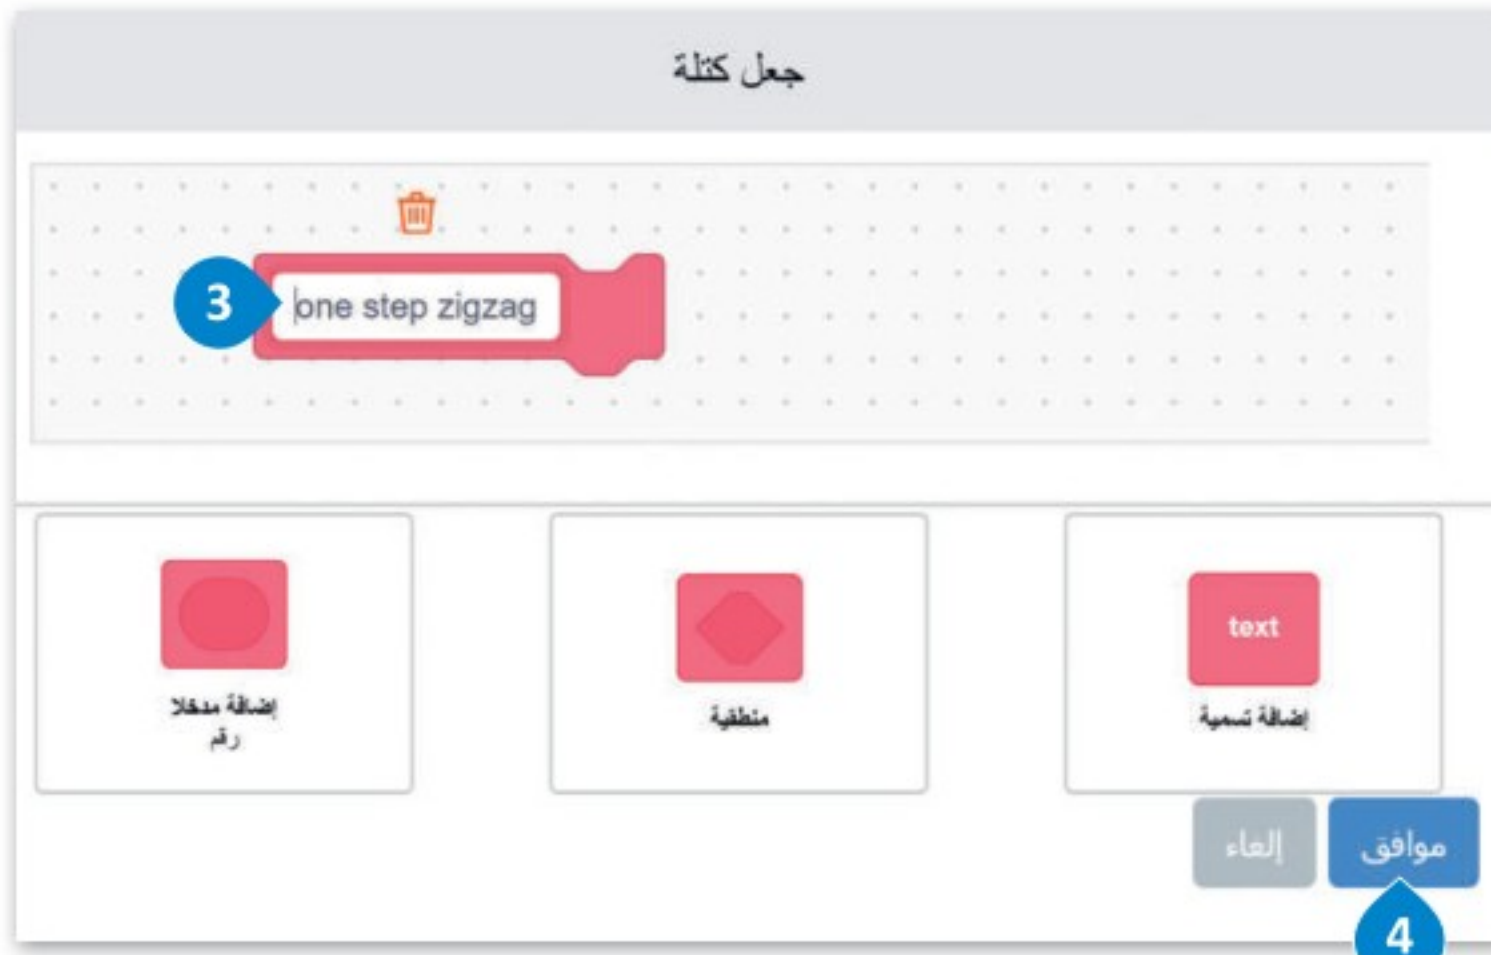 جعل كتلة
3
one step zigzag
text
إضافة تسمية
منطقية
إضافة مدخلا
رقم
موافق
إلغاء
4